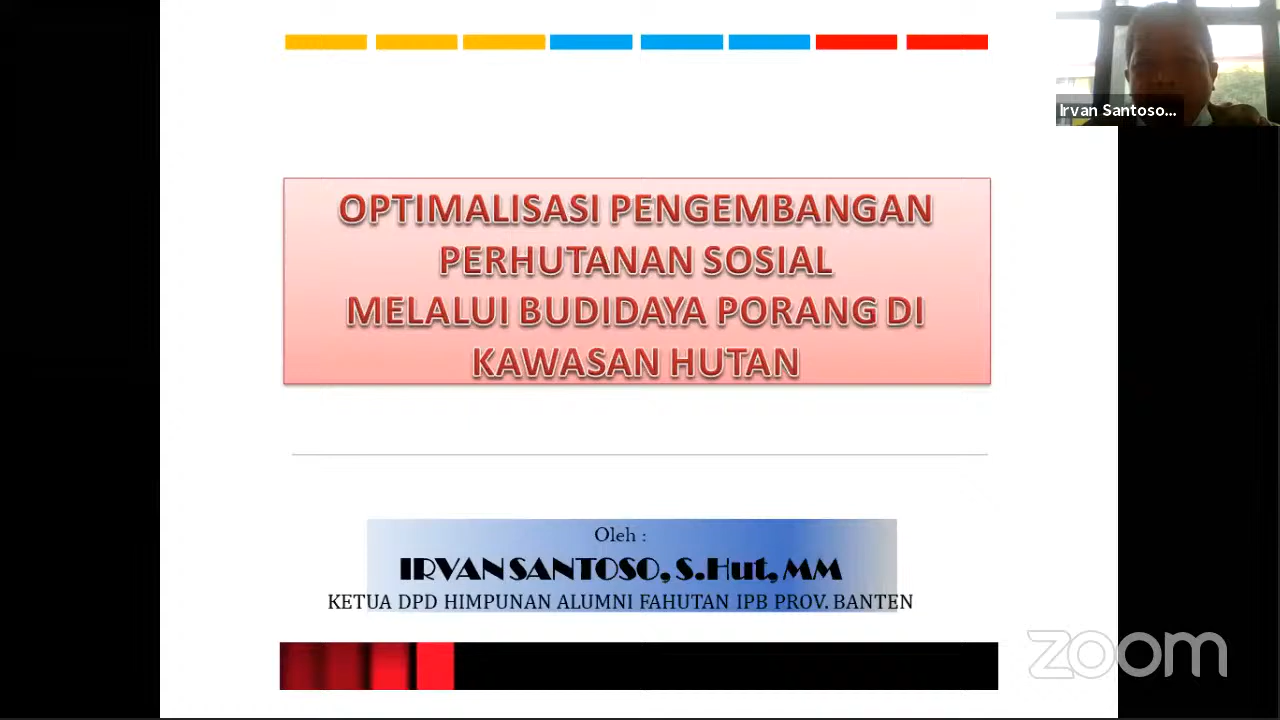 Irvan Santoso...
OPTIMALISASI PENGEMBANGAN
PERHUTANAN SOSIAL
MELALUI BUDIDAYA PORANG DI
KAWASAN HUTAN
Oleh :
IRVAN SANTOSO, S.Hut, MM
KETUA DPD HIMPUNAN ALUMNI FAHUTAN IPB PROV. BANTEN
zoom